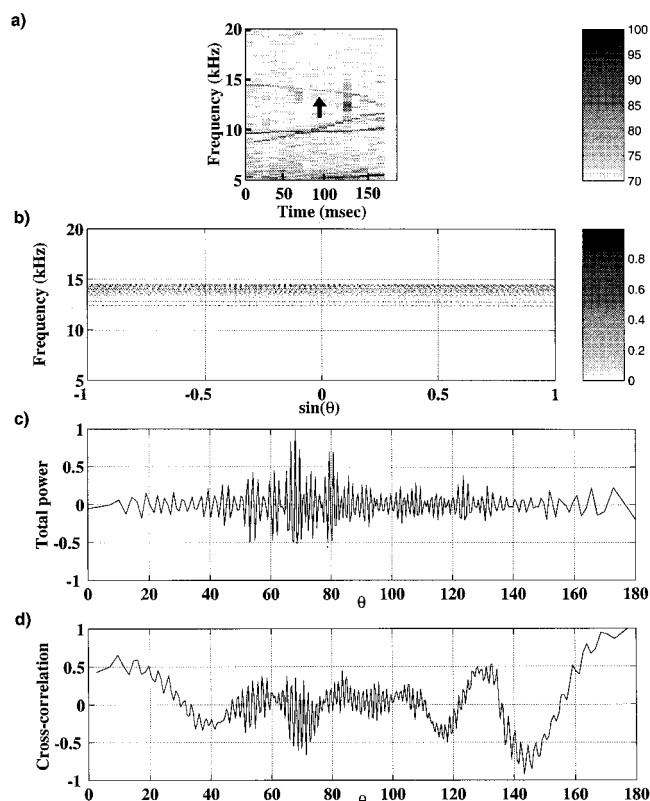 a)
20
15
10
5
Frequency (kHz)
0 50 100 150
Time (msec)
100
95
90
85
80
75
70
b)
20
15
10
5
Frequency (kHz)
-1 -0.5 0 0.5 1
sin(θ)
0.8
0.6
0.4
0.2
0
c)
1
0.5
0
-0.5
-1
Total power
0 20 40 60 80 100 120 140 160 180
θ
d)
1
0.5
0
-0.5
-1
Cross-correlation
0 20 40 60 80 100 120 140 160 180
θ